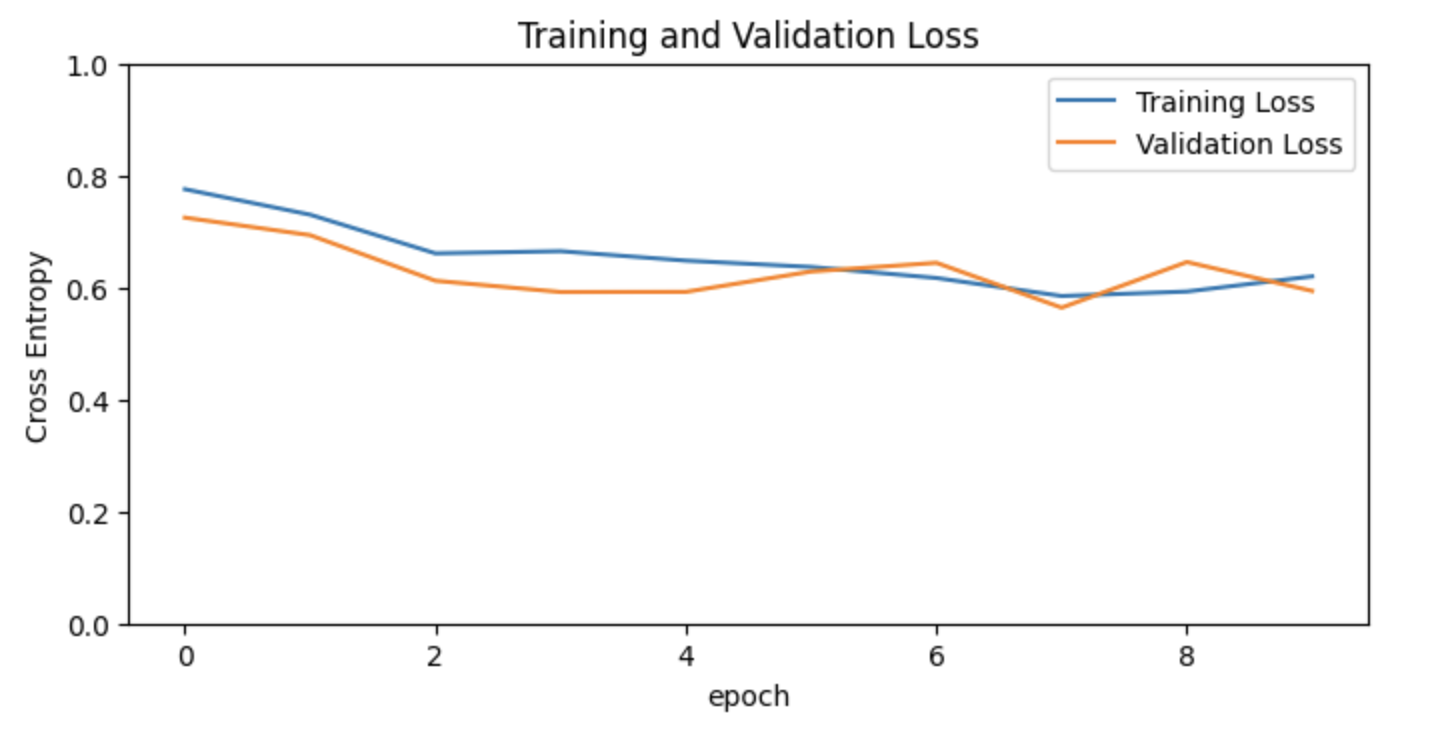 Training and Validation Loss
1.0
0.8
0.6
0.4
0.2
0.0
Cross Entropy
Training Loss
Validation Loss
0 2 4 6 8
epoch